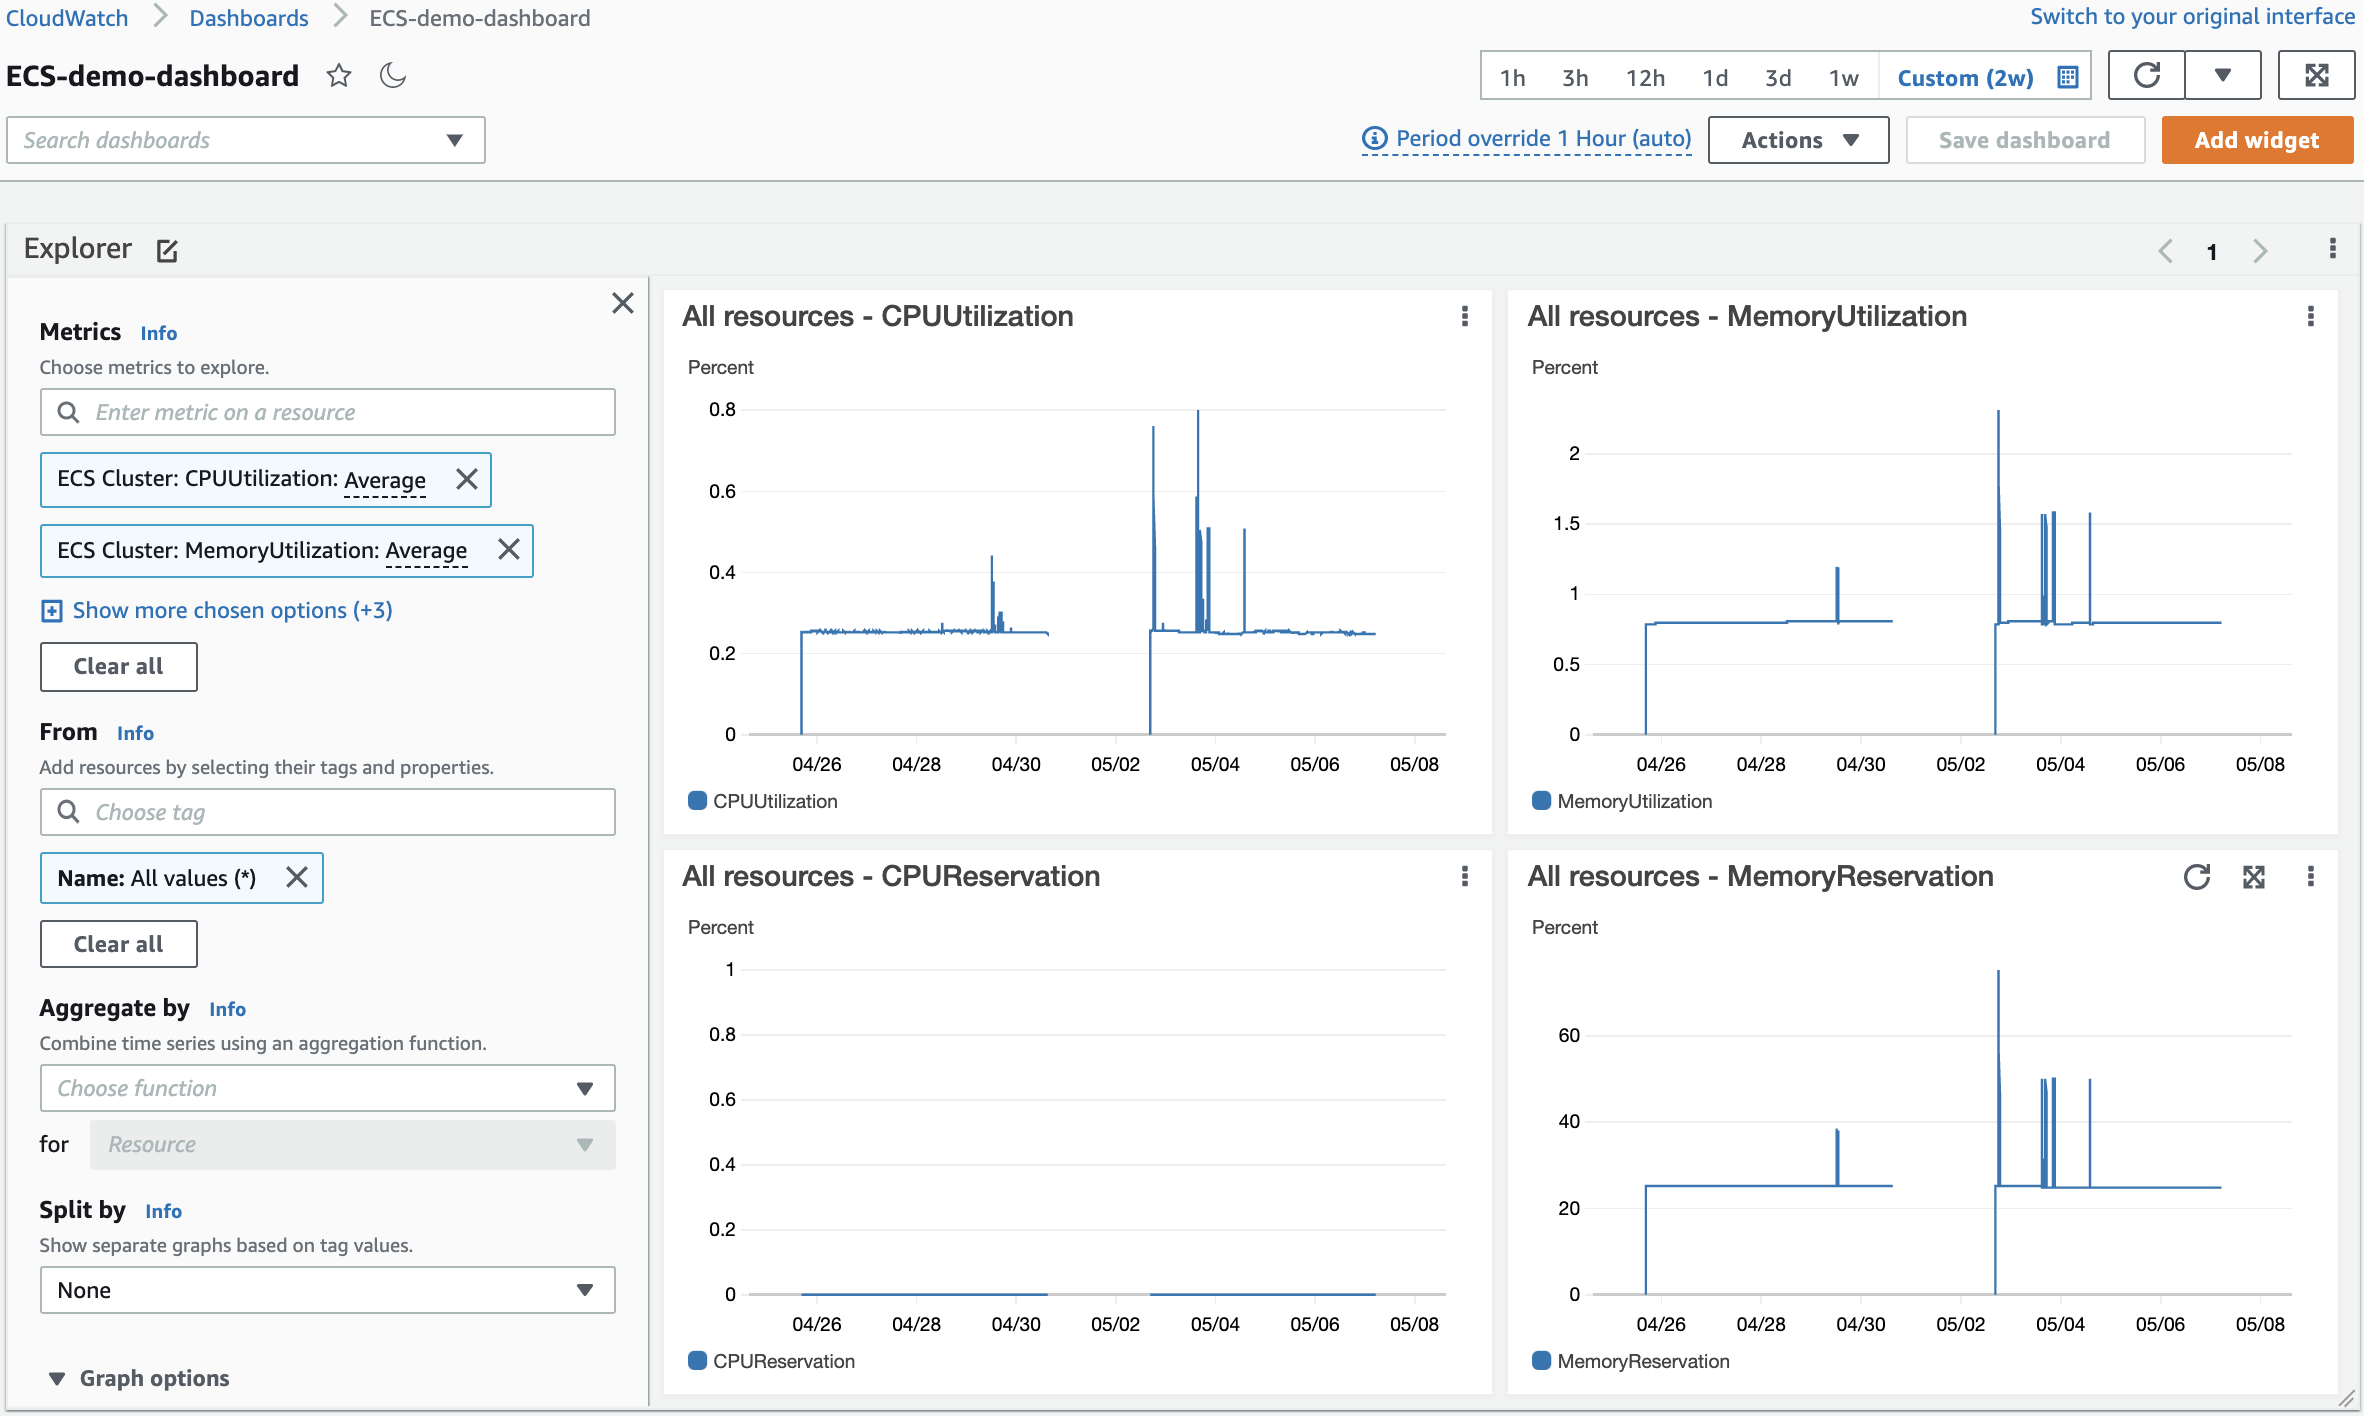 CloudWatch > Dashboards > ECS-demo-dashboard
Switch to your original interface
ECS-demo-dashboard
1h 3h 12h 1d 3d 1w Custom (2w)
Search dashboards
Period override 1 Hour (auto)
Actions
Save dashboard
Add widget
Explorer
1
Metrics Info
Choose metrics to explore.
Enter metric on a resource
ECS Cluster: CPUUtilization: Average
ECS Cluster: MemoryUtilization: Average
Show more chosen options (+3)
Clear all
From Info
Add resources by selecting their tags and properties.
Choose tag
Name: All values (*)
Clear all
Aggregate by Info
Combine time series using an aggregation function.
Choose function
for Resource
Split by Info
Show separate graphs based on tag values.
None
Graph options
All resources - CPUUtilization
Percent
0.8
0.6
0.4
0.2
0
04/26 04/28 04/30 05/02 05/04 05/06 05/08
CPUUtilization
All resources - MemoryUtilization
Percent
2
1.5
1
0.5
0
04/26 04/28 04/30 05/02 05/04 05/06 05/08
MemoryUtilization
All resources - CPUReservation
Percent
1
0.8
0.6
0.4
0.2
0
04/26 04/28 04/30 05/02 05/04 05/06 05/08
CPUReservation
All resources - MemoryReservation
Percent
60
40
20
0
04/26 04/28 04/30 05/02 05/04 05/06 05/08
MemoryReservation